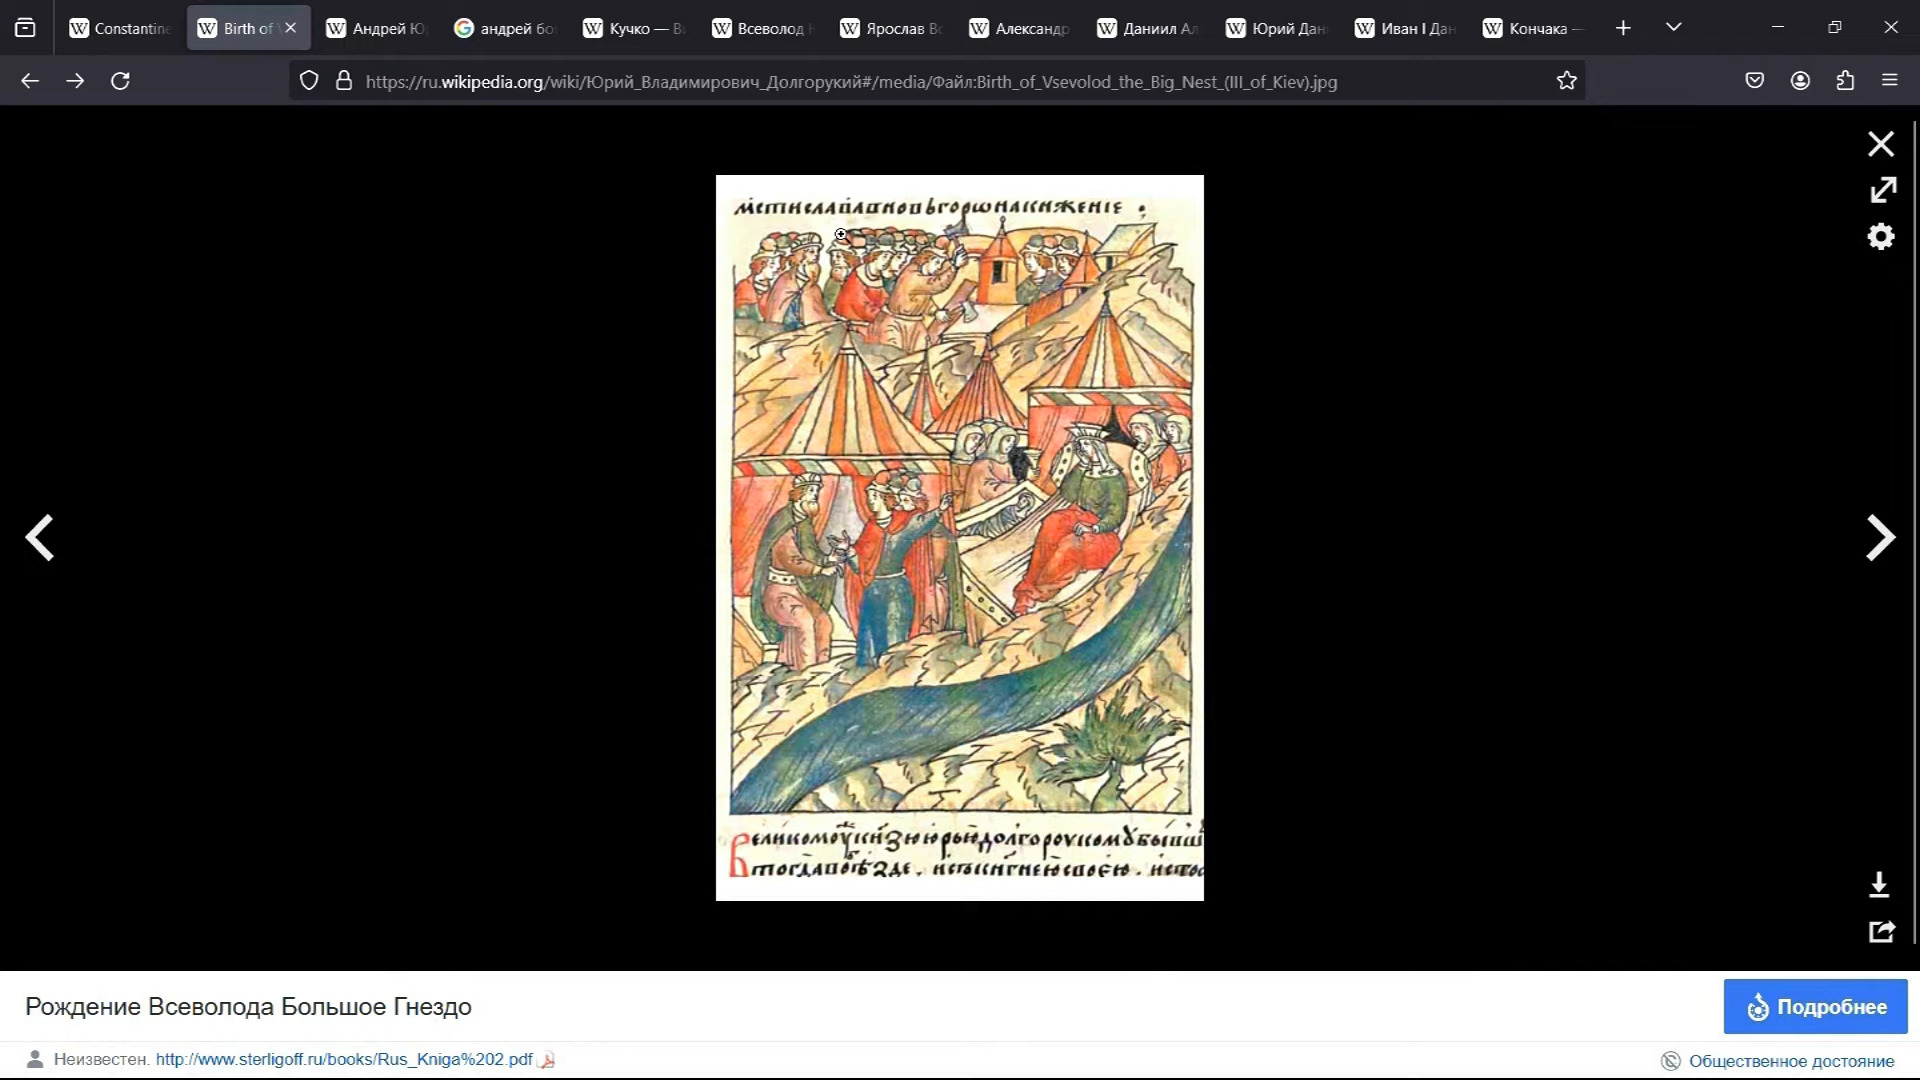 Constantine
Birth of
Андрей Ю
андрей бо
Кучко — В
Всеволод
Ярослав Вс
Александр
Даниил Ал
Юрий Дан
Иван I Дан
Кончака —
https://ru.wikipedia.org/wiki/Юрий_Владимирович_Долгорукий#/media/Файл:Birth_of_Vsevolod_the_Big_Nest_(III_of_Kiev).jpg
Рождение Всеволода Большое Гнездо
Подробнее
Неизвестен. http://www.sterligoff.ru/books/Rus_Kniga%202.pdf
Общественное достояние